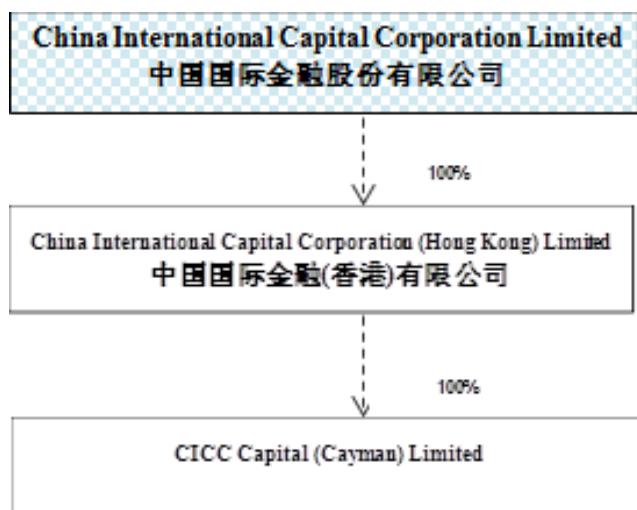 China International Capital Corporation Limited
中国国际金融股份有限公司
100%
China International Capital Corporation (Hong Kong) Limited
中国国际金融(香港)有限公司
100%
CICC Capital (Cayman) Limited